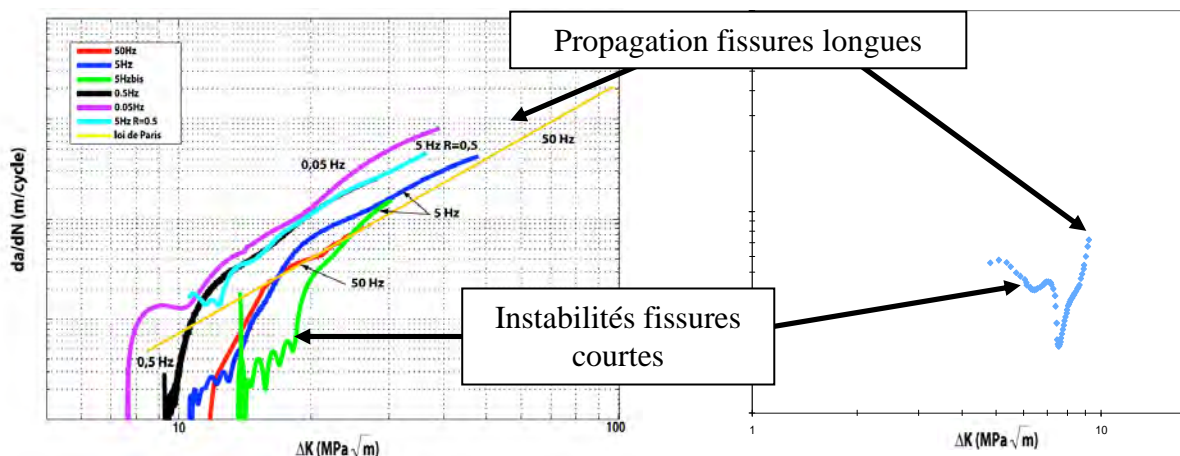 Propagation fissures longues
50Hz
5Hz
5Hzbis
0.5Hz
0.05Hz
5Hz R=0.5
loi de Paris
50 Hz
5 Hz R=0,5
0,05 Hz
5 Hz
50 Hz
Instabilités fissures
courtes
0,5 Hz
da/dN (m/cycle)
10
100
ΔK (MPa√m)
1
10
ΔK (MPa√m)